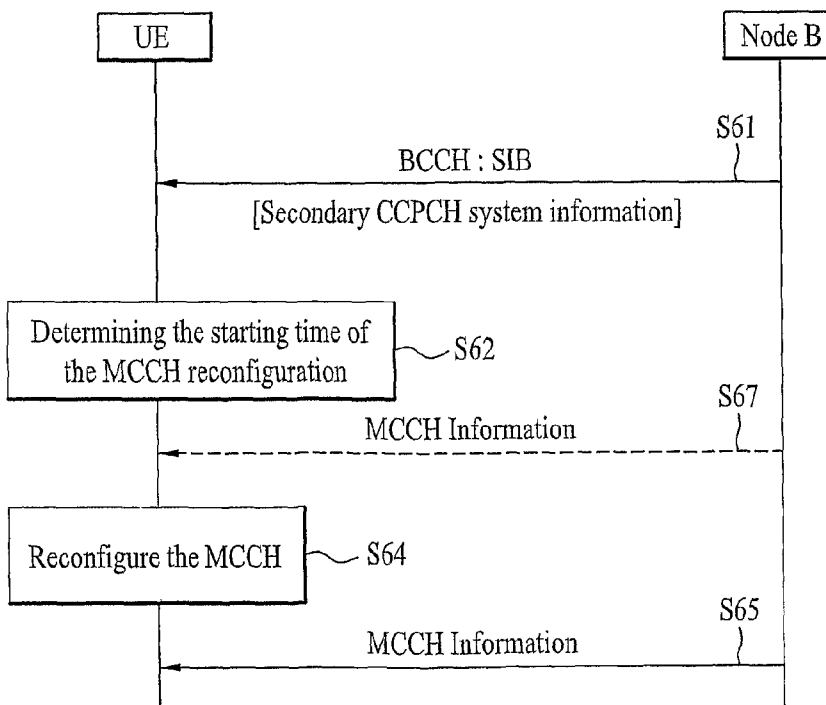 UE
Node B
S61
BCCH : SIB
[Secondary CCPCH system information]
Determining the starting time of
the MCCH reconfiguration
S62
S67
MCCH Information
Reconfigure the MCCH
S64
S65
MCCH Information